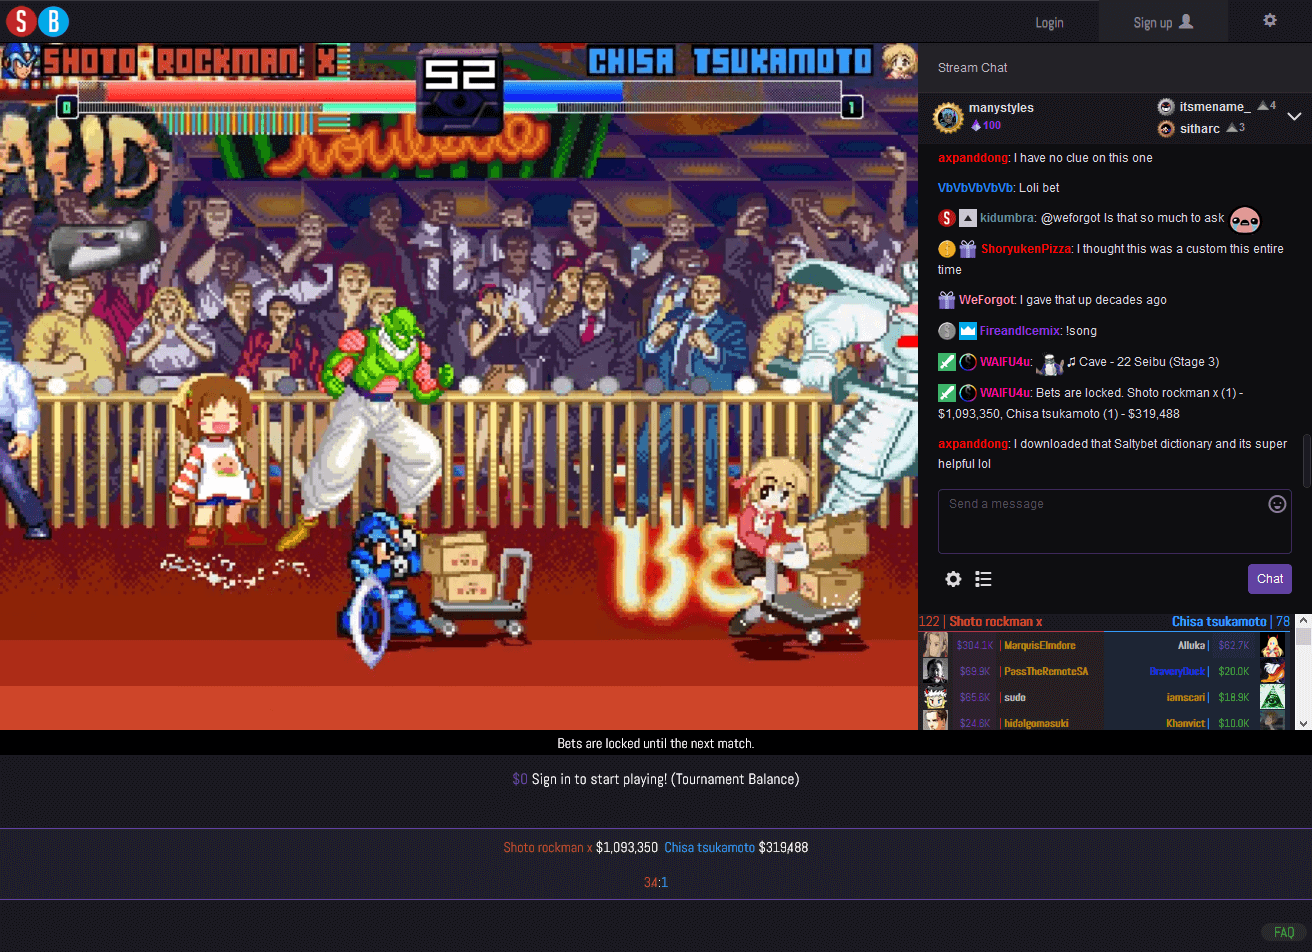 S B
Login
Sign up
SHOTO ROCKMAN X
52
CHISA TSUKAMOTO
0
1
roulette
Stream Chat
manystyles
100
itsmename_ 4
sitharc 3
axpanddong: I have no clue on this one
VbVbVbVbVb: Loli bet
kidumbra: @weforgot Is that so much to ask
ShoryukenPizza: I thought this was a custom this entire
time
WeForgot: I gave that up decades ago
FireandIcemix: !song
WAIFU4u: ♫ Cave - 22 Seibu (Stage 3)
WAIFU4u: Bets are locked. Shoto rockman x (1) -
$1,093,350, Chisa tsukamoto (1) - $319,488
axpanddong: I downloaded that Saltybet dictionary and its super
helpful lol
Send a message
Chat
122 | Shoto rockman x
Chisa tsukamoto | 78
$304.1K | MarquisElmdore
Alluka | $62.7K
PassTheRemoteSA
BraveryDuck | $20.0K
sudo
iamscari | $18.9K
$24.6K | hidalgomasuki
Khanvict | $10.0K
Bets are locked until the next match.
$0 Sign in to start playing! (Tournament Balance)
Shoto rockman x $1,093,350 Chisa tsukamoto $319,488
3.4:1
FAQ